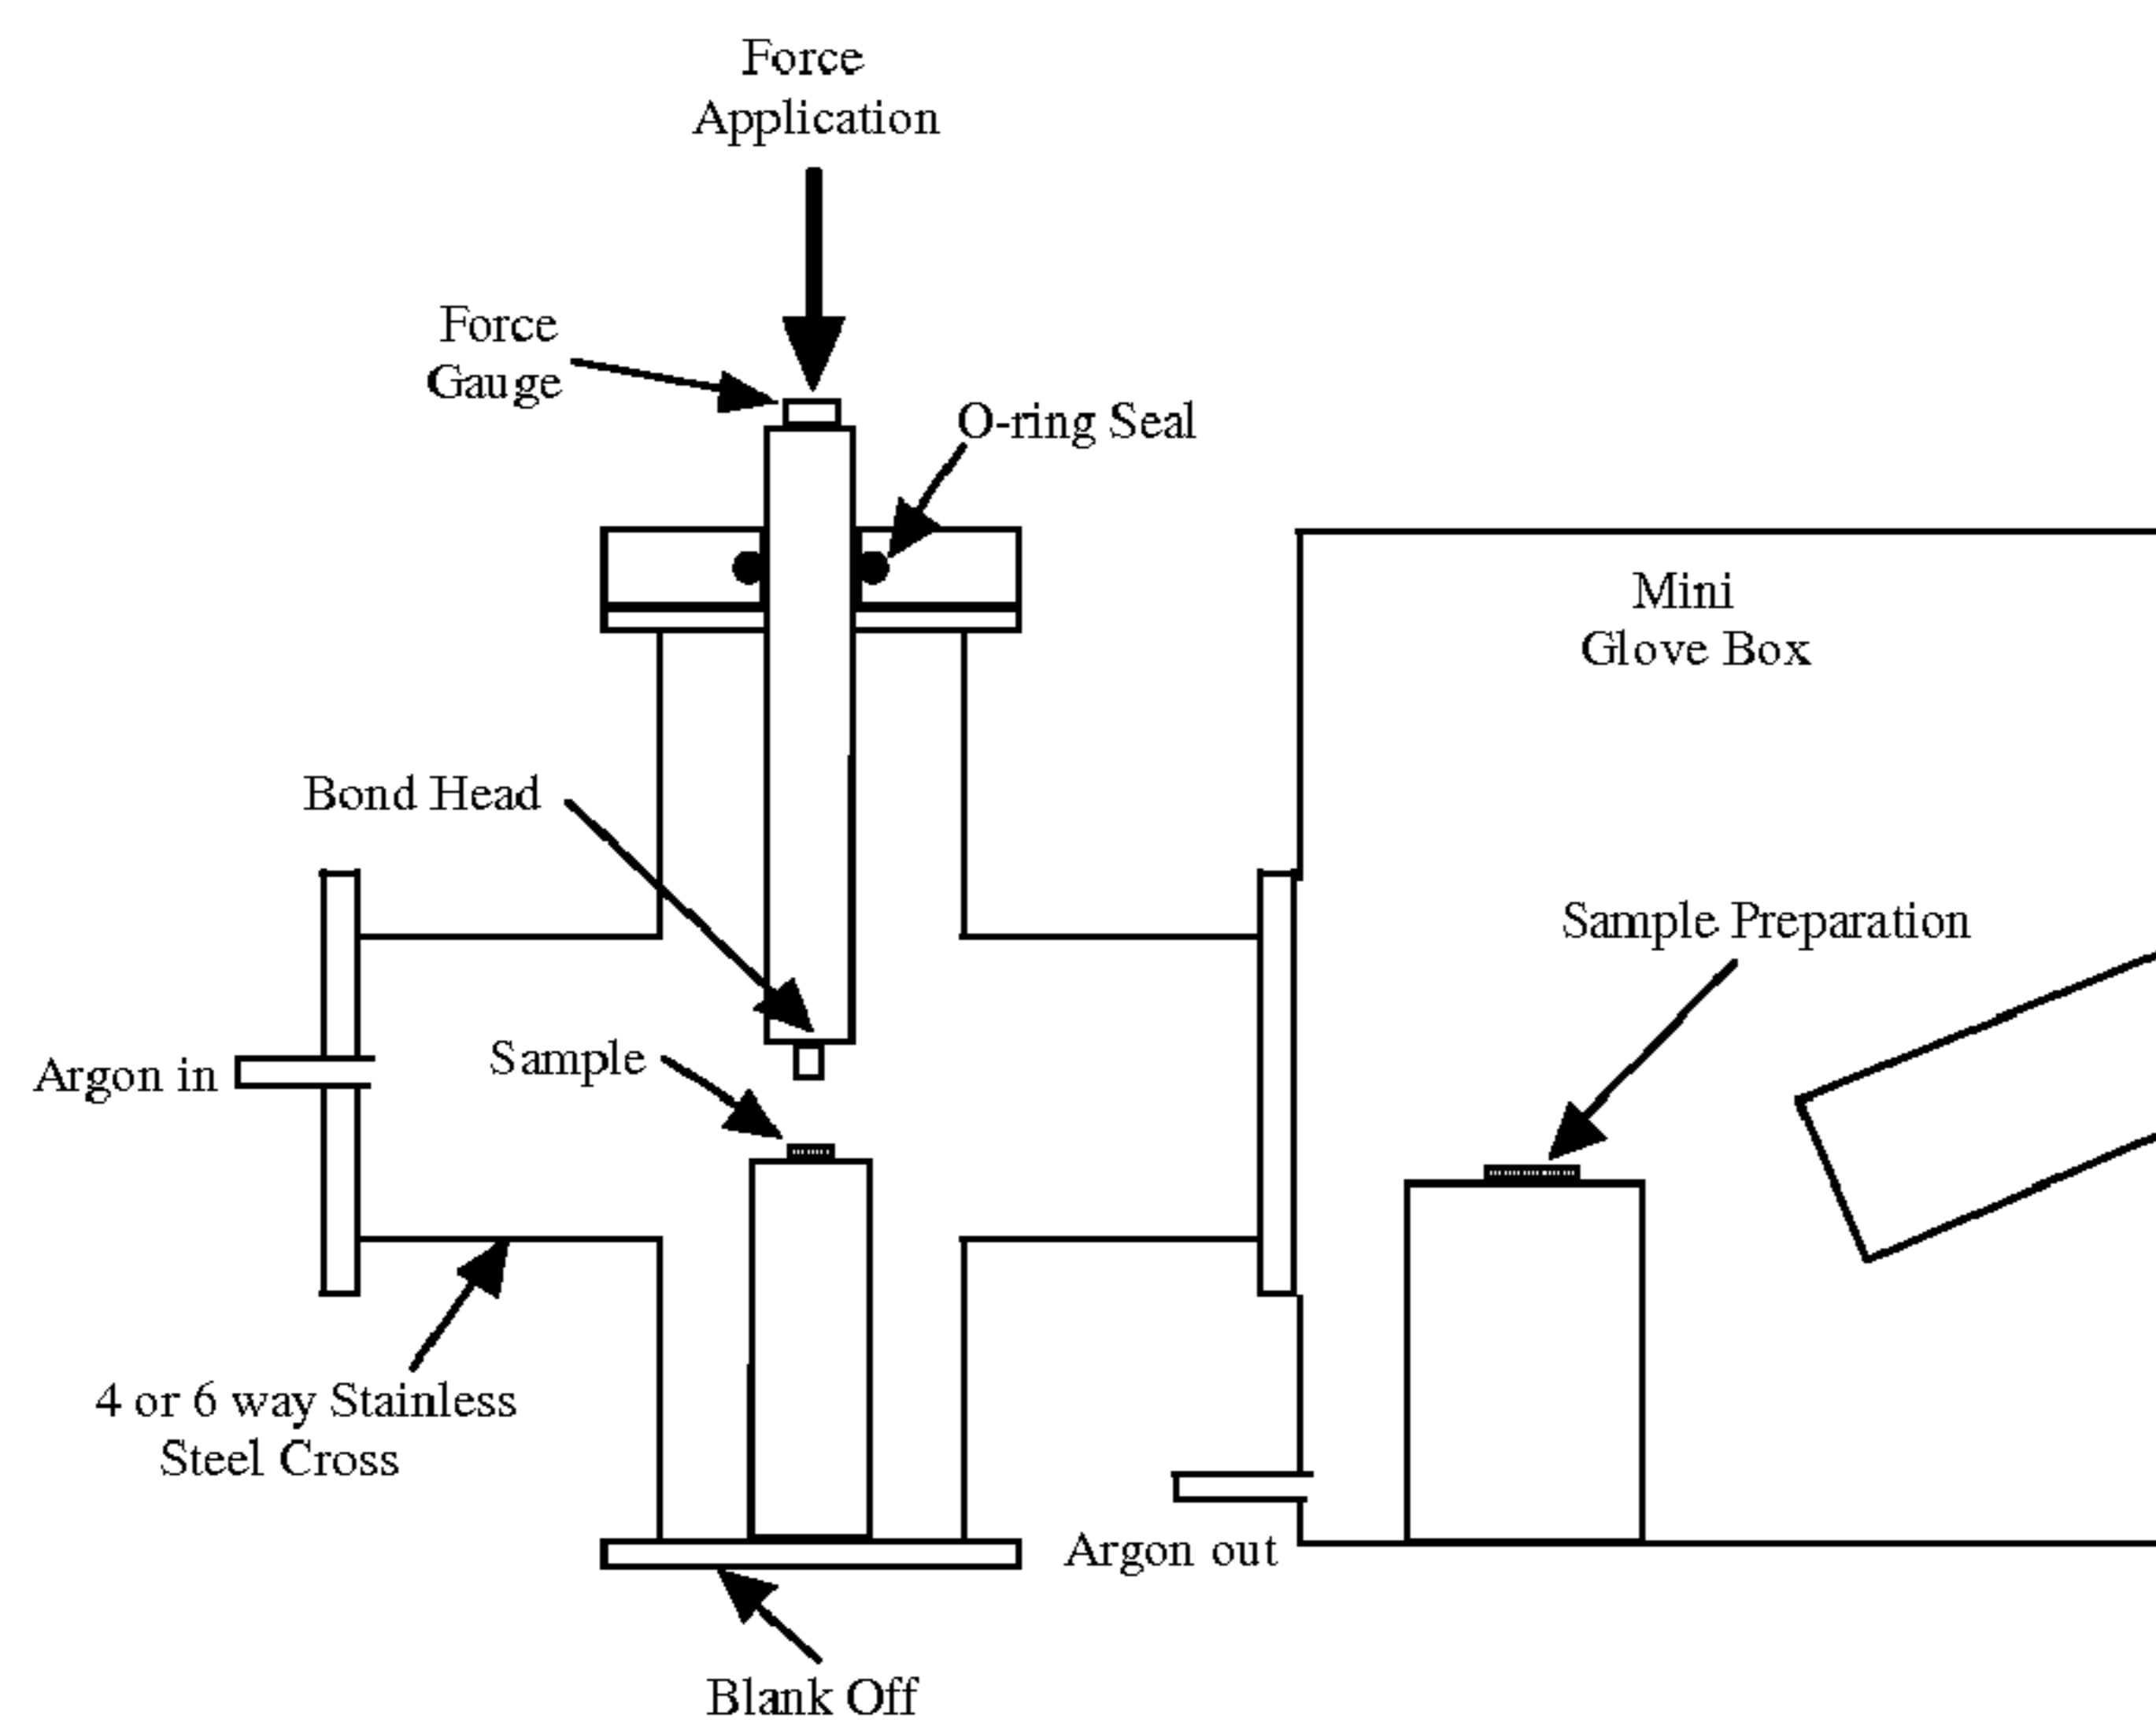 Force
Application
Force
Gauge
O-ring Seal
Mini
Glove Box
Bond Head
Sample Preparation
Sample
Argon in
4 or 6 way Stainless
Steel Cross
Argon out
Blank Off